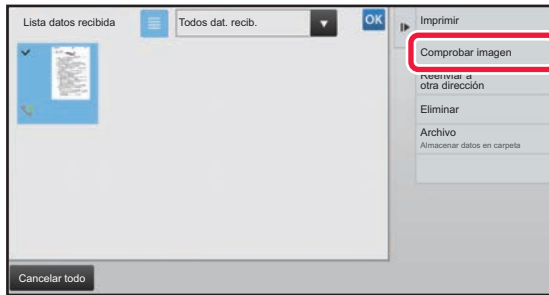 Lista datos recibida
Todos dat. recib.
OK
Imprimir
Comprobar imagen
Reenviar a
otra dirección
Eliminar
Archivo
Almacenar datos en carpeta
Cancelar todo